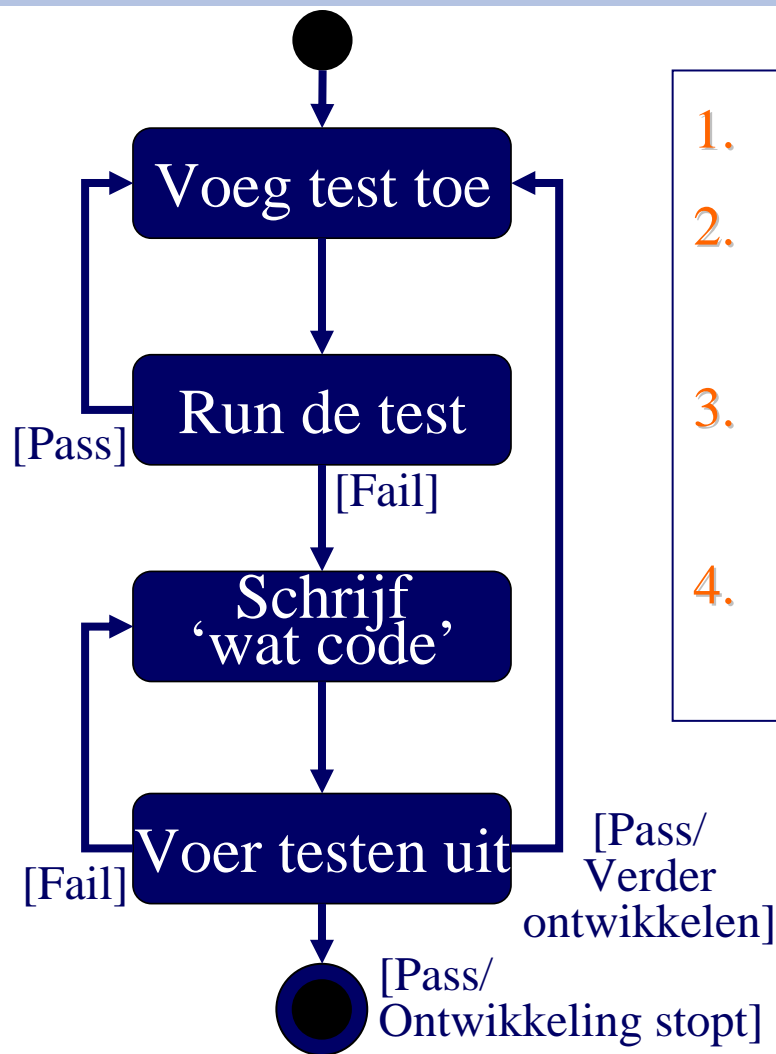 Voeg test toe
Run de test
[Pass]
[Fail]
Schrijf
‘wat code’
Voer testen uit
[Fail]
[Pass/
Verder
ontwikkelen]
[Pass/
Ontwikkeling stopt]
1.
2.
3.
4.